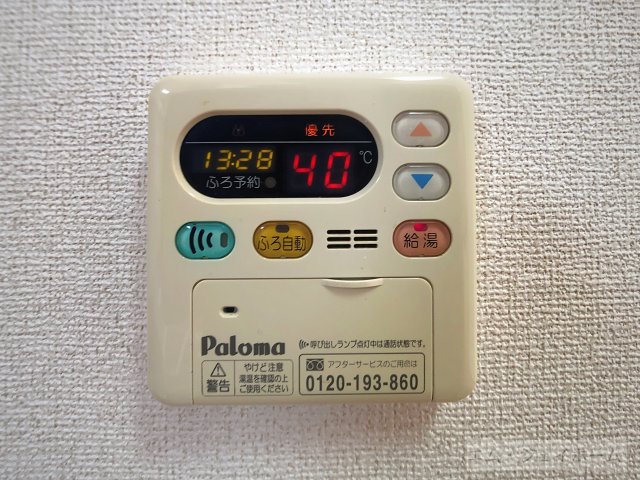 優先
13:28 40℃
ふろ予約
ふろ自動 給湯
Paloma
呼び出しランプ点灯中は通話状態です。
警告
やけど注意
湯温を確認の上
ご使用ください
アフターサービスのご用命は
0120-193-860